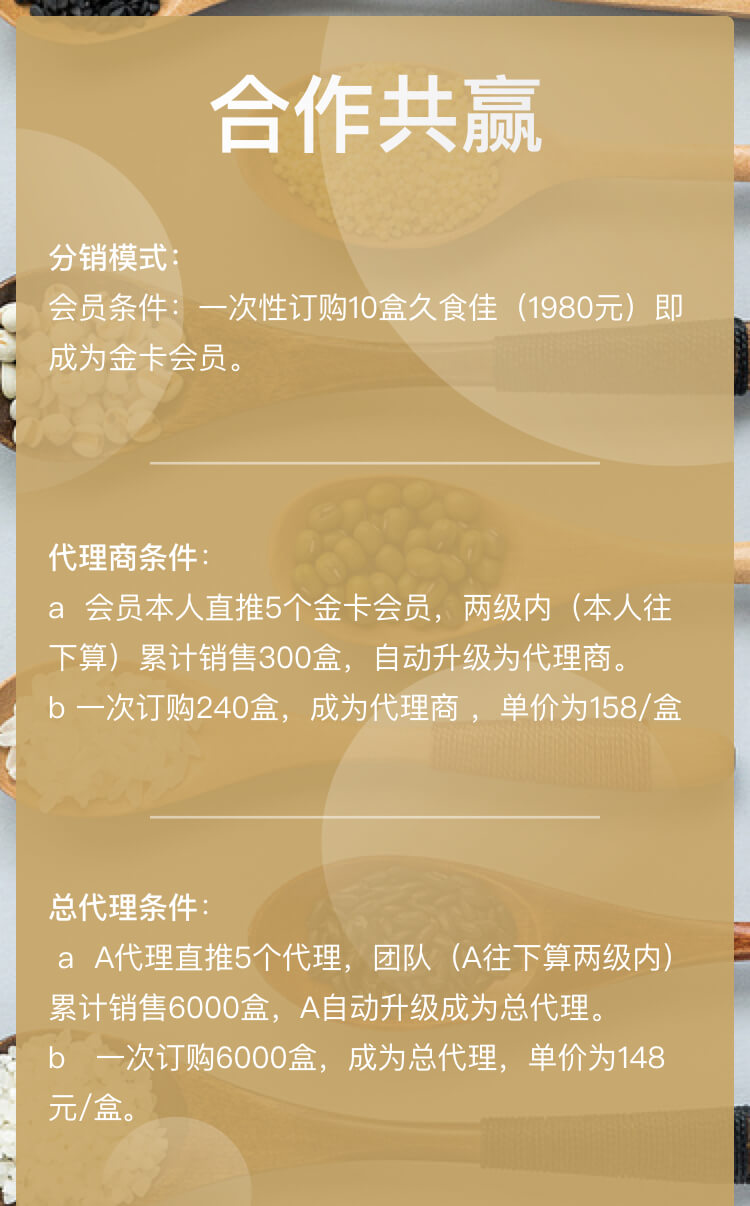 合作共赢
分销模式：
会员条件：一次性订购10盒久食佳（1980元）即
成为金卡会员。
代理商条件：
a 会员本人直推5个金卡会员，两级内（本人往
下算）累计销售300盒，自动升级为代理商。
b 一次订购240盒，成为代理商 ，单价为158/盒
总代理条件：
a A代理直推5个代理，团队（A往下算两级内）
累计销售6000盒，A自动升级成为总代理。
b 一次订购6000盒，成为总代理，单价为148
元/盒。